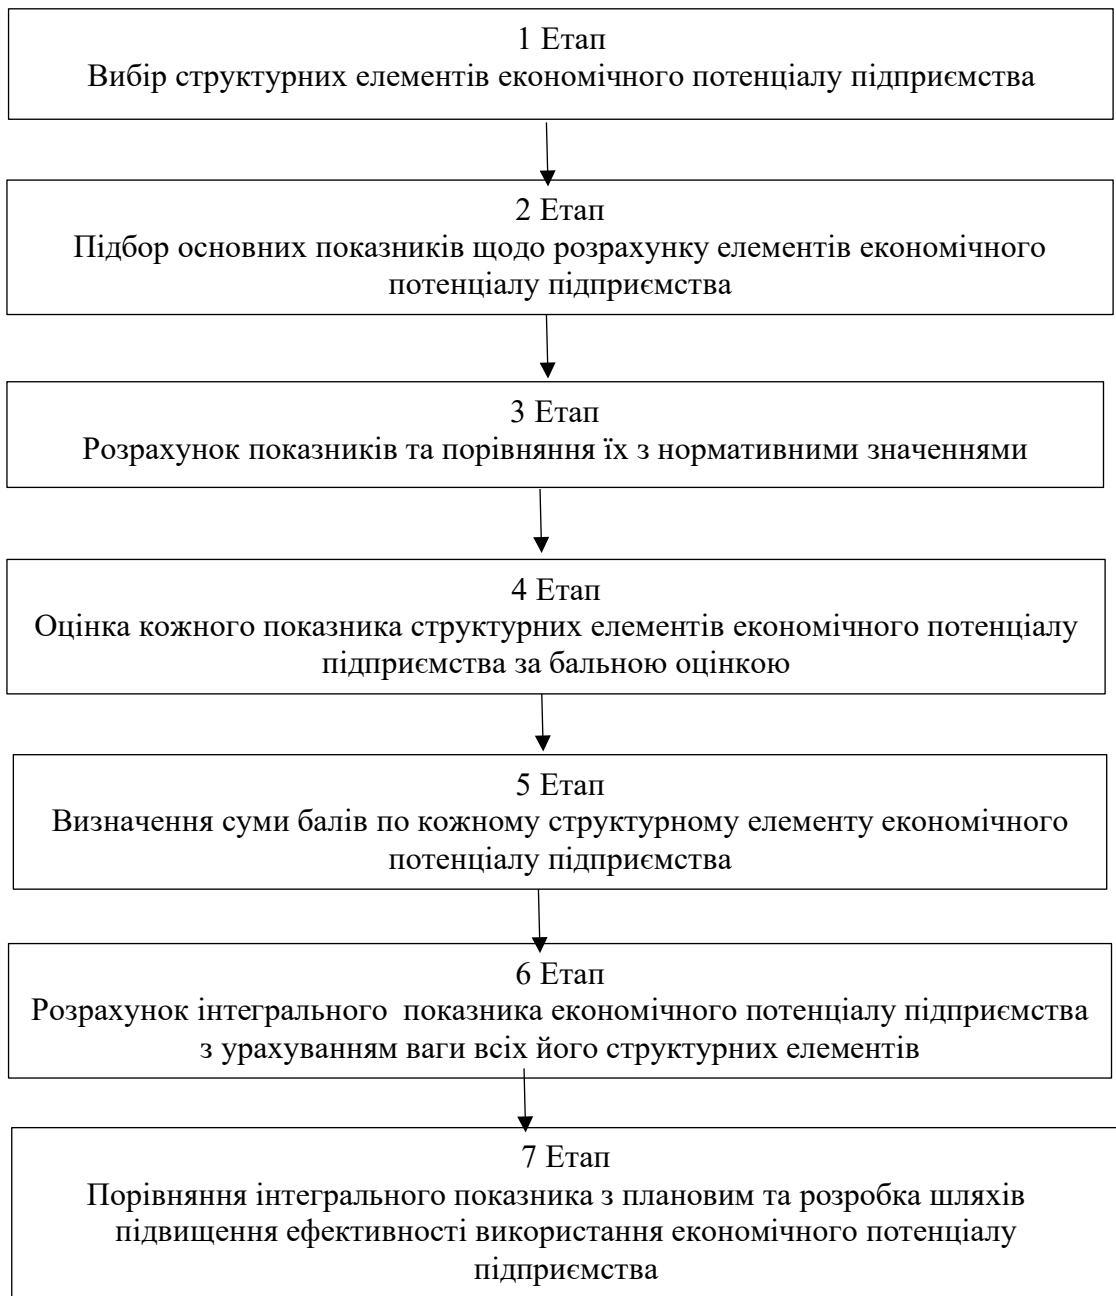 1 Етап
Вибір структурних елементів економічного потенціалу підприємства
2 Етап
Підбор основних показників щодо розрахунку елементів економічного
потенціалу підприємства
3 Етап
Розрахунок показників та порівняння їх з нормативними значеннями
4 Етап
Оцінка кожного показника структурних елементів економічного потенціалу
підприємства за бальною оцінкою
5 Етап
Визначення суми балів по кожному структурному елементу економічного
потенціалу підприємства
6 Етап
Розрахунок інтегрального показника економічного потенціалу підприємства
з урахуванням ваги всіх його структурних елементів
7 Етап
Порівняння інтегрального показника з плановим та розробка шляхів
підвищення ефективності використання економічного потенціалу
підприємства